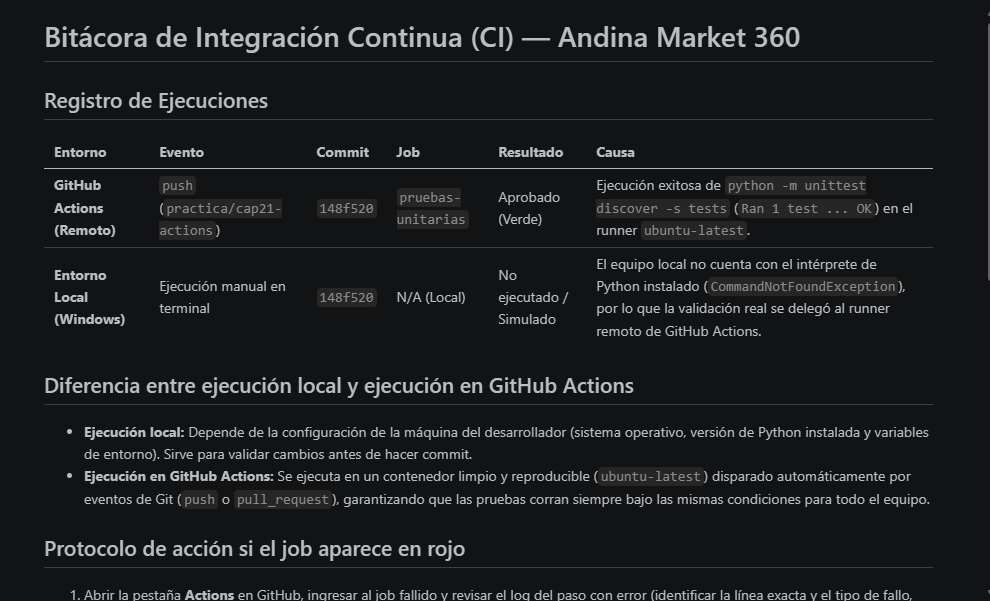 Bitácora de Integración Continua (CI) — Andina Market 360
Registro de Ejecuciones
Entorno Evento Commit Job Resultado Causa
GitHub Actions (Remoto) push (practica/cap21-actions) 148f520 pruebas-unitarias Aprobado (Verde) Ejecución exitosa de python -m unittest discover -s tests (Ran 1 test ... OK) en el runner ubuntu-latest.
Entorno Local (Windows) Ejecución manual en terminal 148f520 N/A (Local) No ejecutado / Simulado El equipo local no cuenta con el intérprete de Python instalado (CommandNotFoundException), por lo que la validación real se delegó al runner remoto de GitHub Actions.
Diferencia entre ejecución local y ejecución en GitHub Actions
• Ejecución local: Depende de la configuración de la máquina del desarrollador (sistema operativo, versión de Python instalada y variables
de entorno). Sirve para validar cambios antes de hacer commit.
• Ejecución en GitHub Actions: Se ejecuta en un contenedor limpio y reproducible (ubuntu-latest) disparado automáticamente por
eventos de Git (push o pull_request), garantizando que las pruebas corran siempre bajo las mismas condiciones para todo el equipo.
Protocolo de acción si el job aparece en rojo
1. Abrir la pestaña Actions en GitHub, ingresar al job fallido y revisar el log del paso con error (identificar la línea exacta y el tipo de fallo,